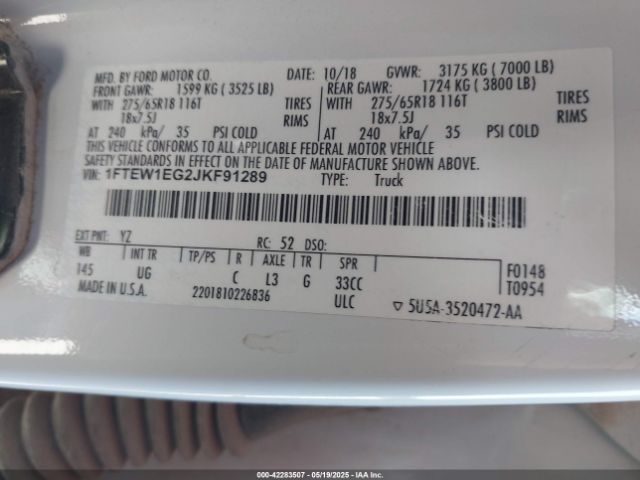 MFD. BY FORD MOTOR CO. DATE: 10/18 GVWR: 3175 KG ( 7000 LB)
FRONT GAWR: 1599 KG ( 3525 LB) REAR GAWR: 1724 KG ( 3800 LB)
WITH 275/65R18 116T TIRES WITH 275/65R18 116T TIRES
18x7.5J RIMS 18x7.5J RIMS
AT 240 kPa/ 35 PSI COLD AT 240 kPa/ 35 PSI COLD
THIS VEHICLE CONFORMS TO ALL APPLICABLE FEDERAL MOTOR VEHICLE
SAFETY STANDARDS IN EFFECT ON THE DATE OF MANUFACTURE SHOWN ABOVE.
VIN: 1FTEW1EG2JKF91289 TYPE: Truck
EXT PNT: YZ RC: 52 DSO:
WB INT TR TP/PS R AXLE TR SPR F0148
145 UG C L3 G 33CC T0954
MADE IN U.S.A. 2201810226836 ULC ▽ 5U5A-3520472-AA
000-42283507 - 05/19/2025 - IAAI.COM